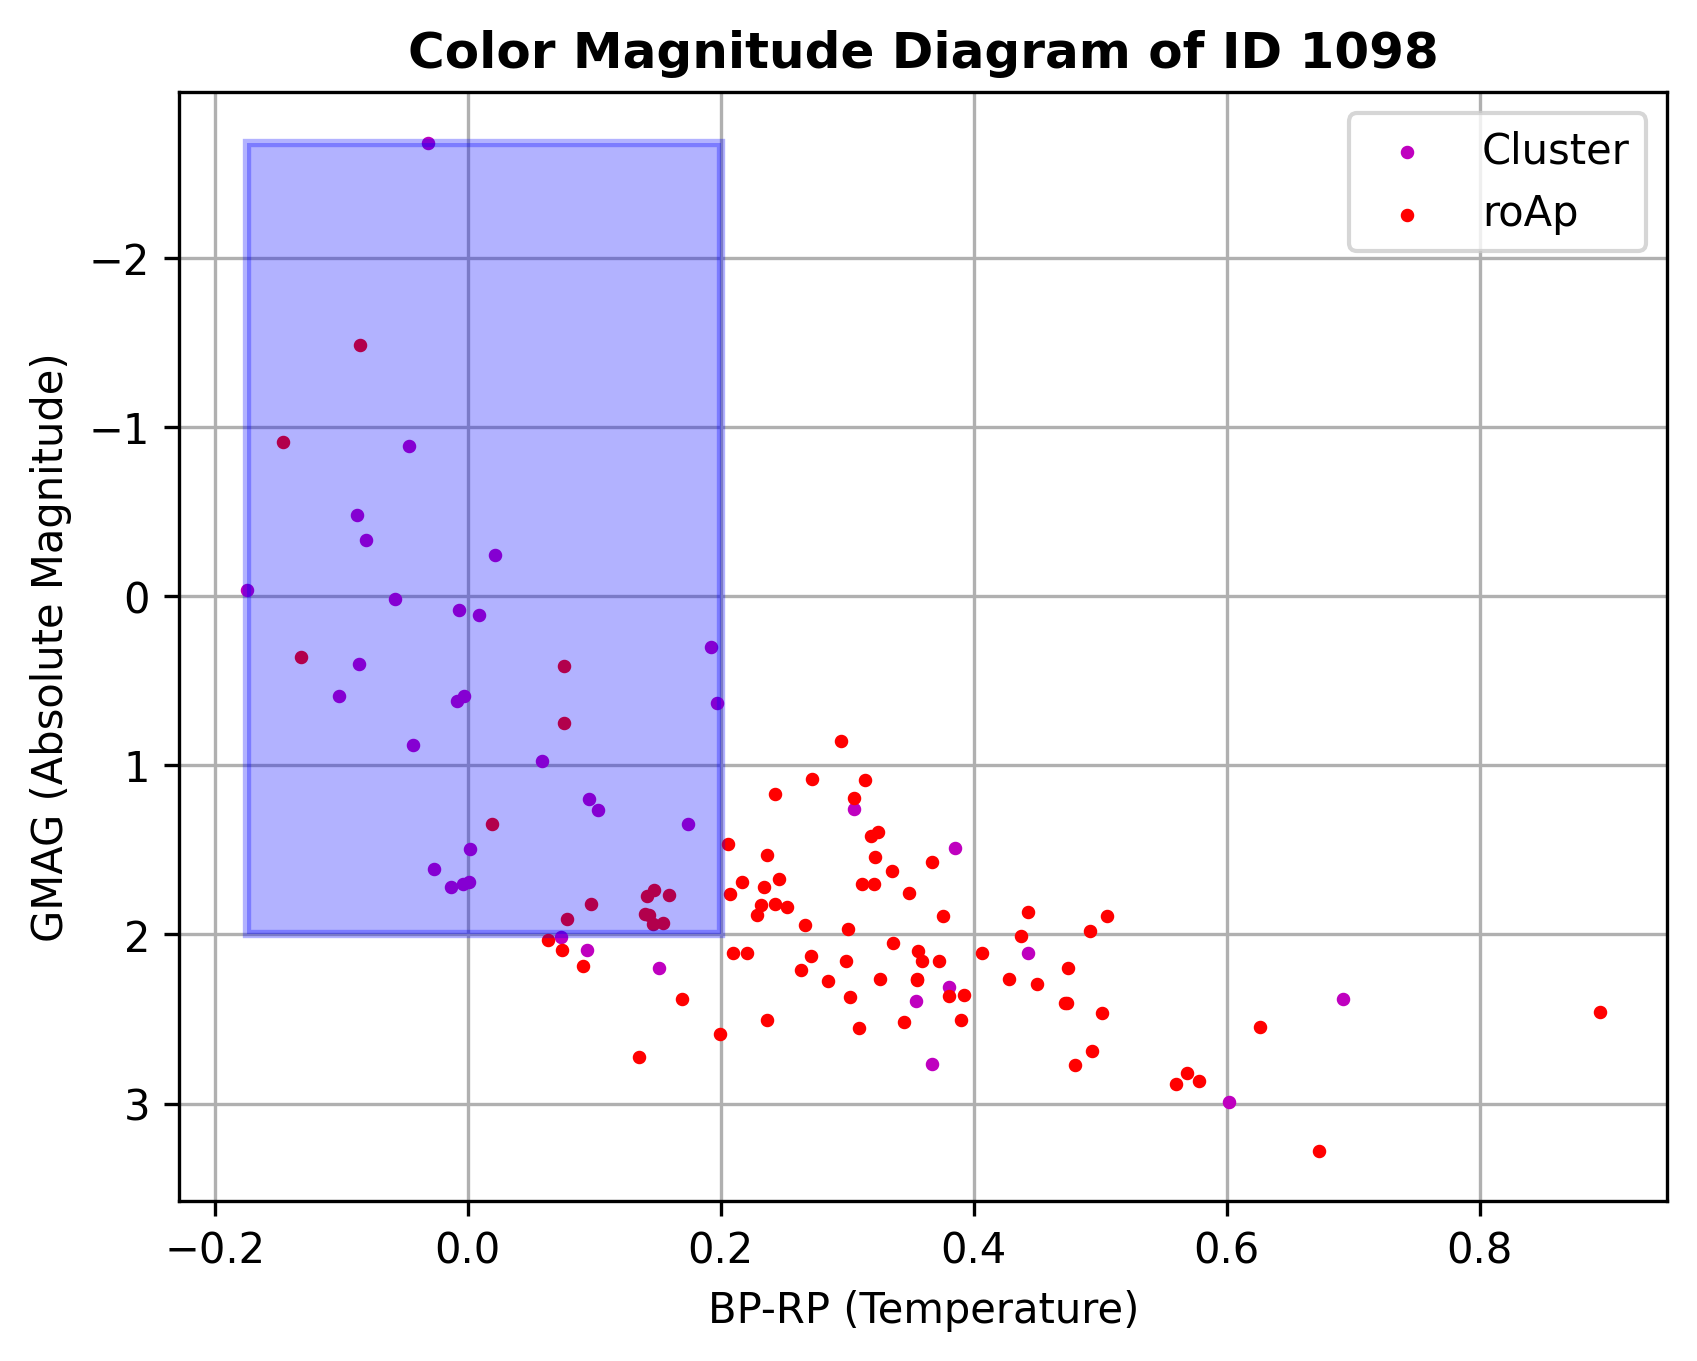 Color Magnitude Diagram of ID 1098
Cluster
roAp
GMAG (Absolute Magnitude)
−2
−1
0
1
2
3
−0.2 0.0 0.2 0.4 0.6 0.8
BP-RP (Temperature)